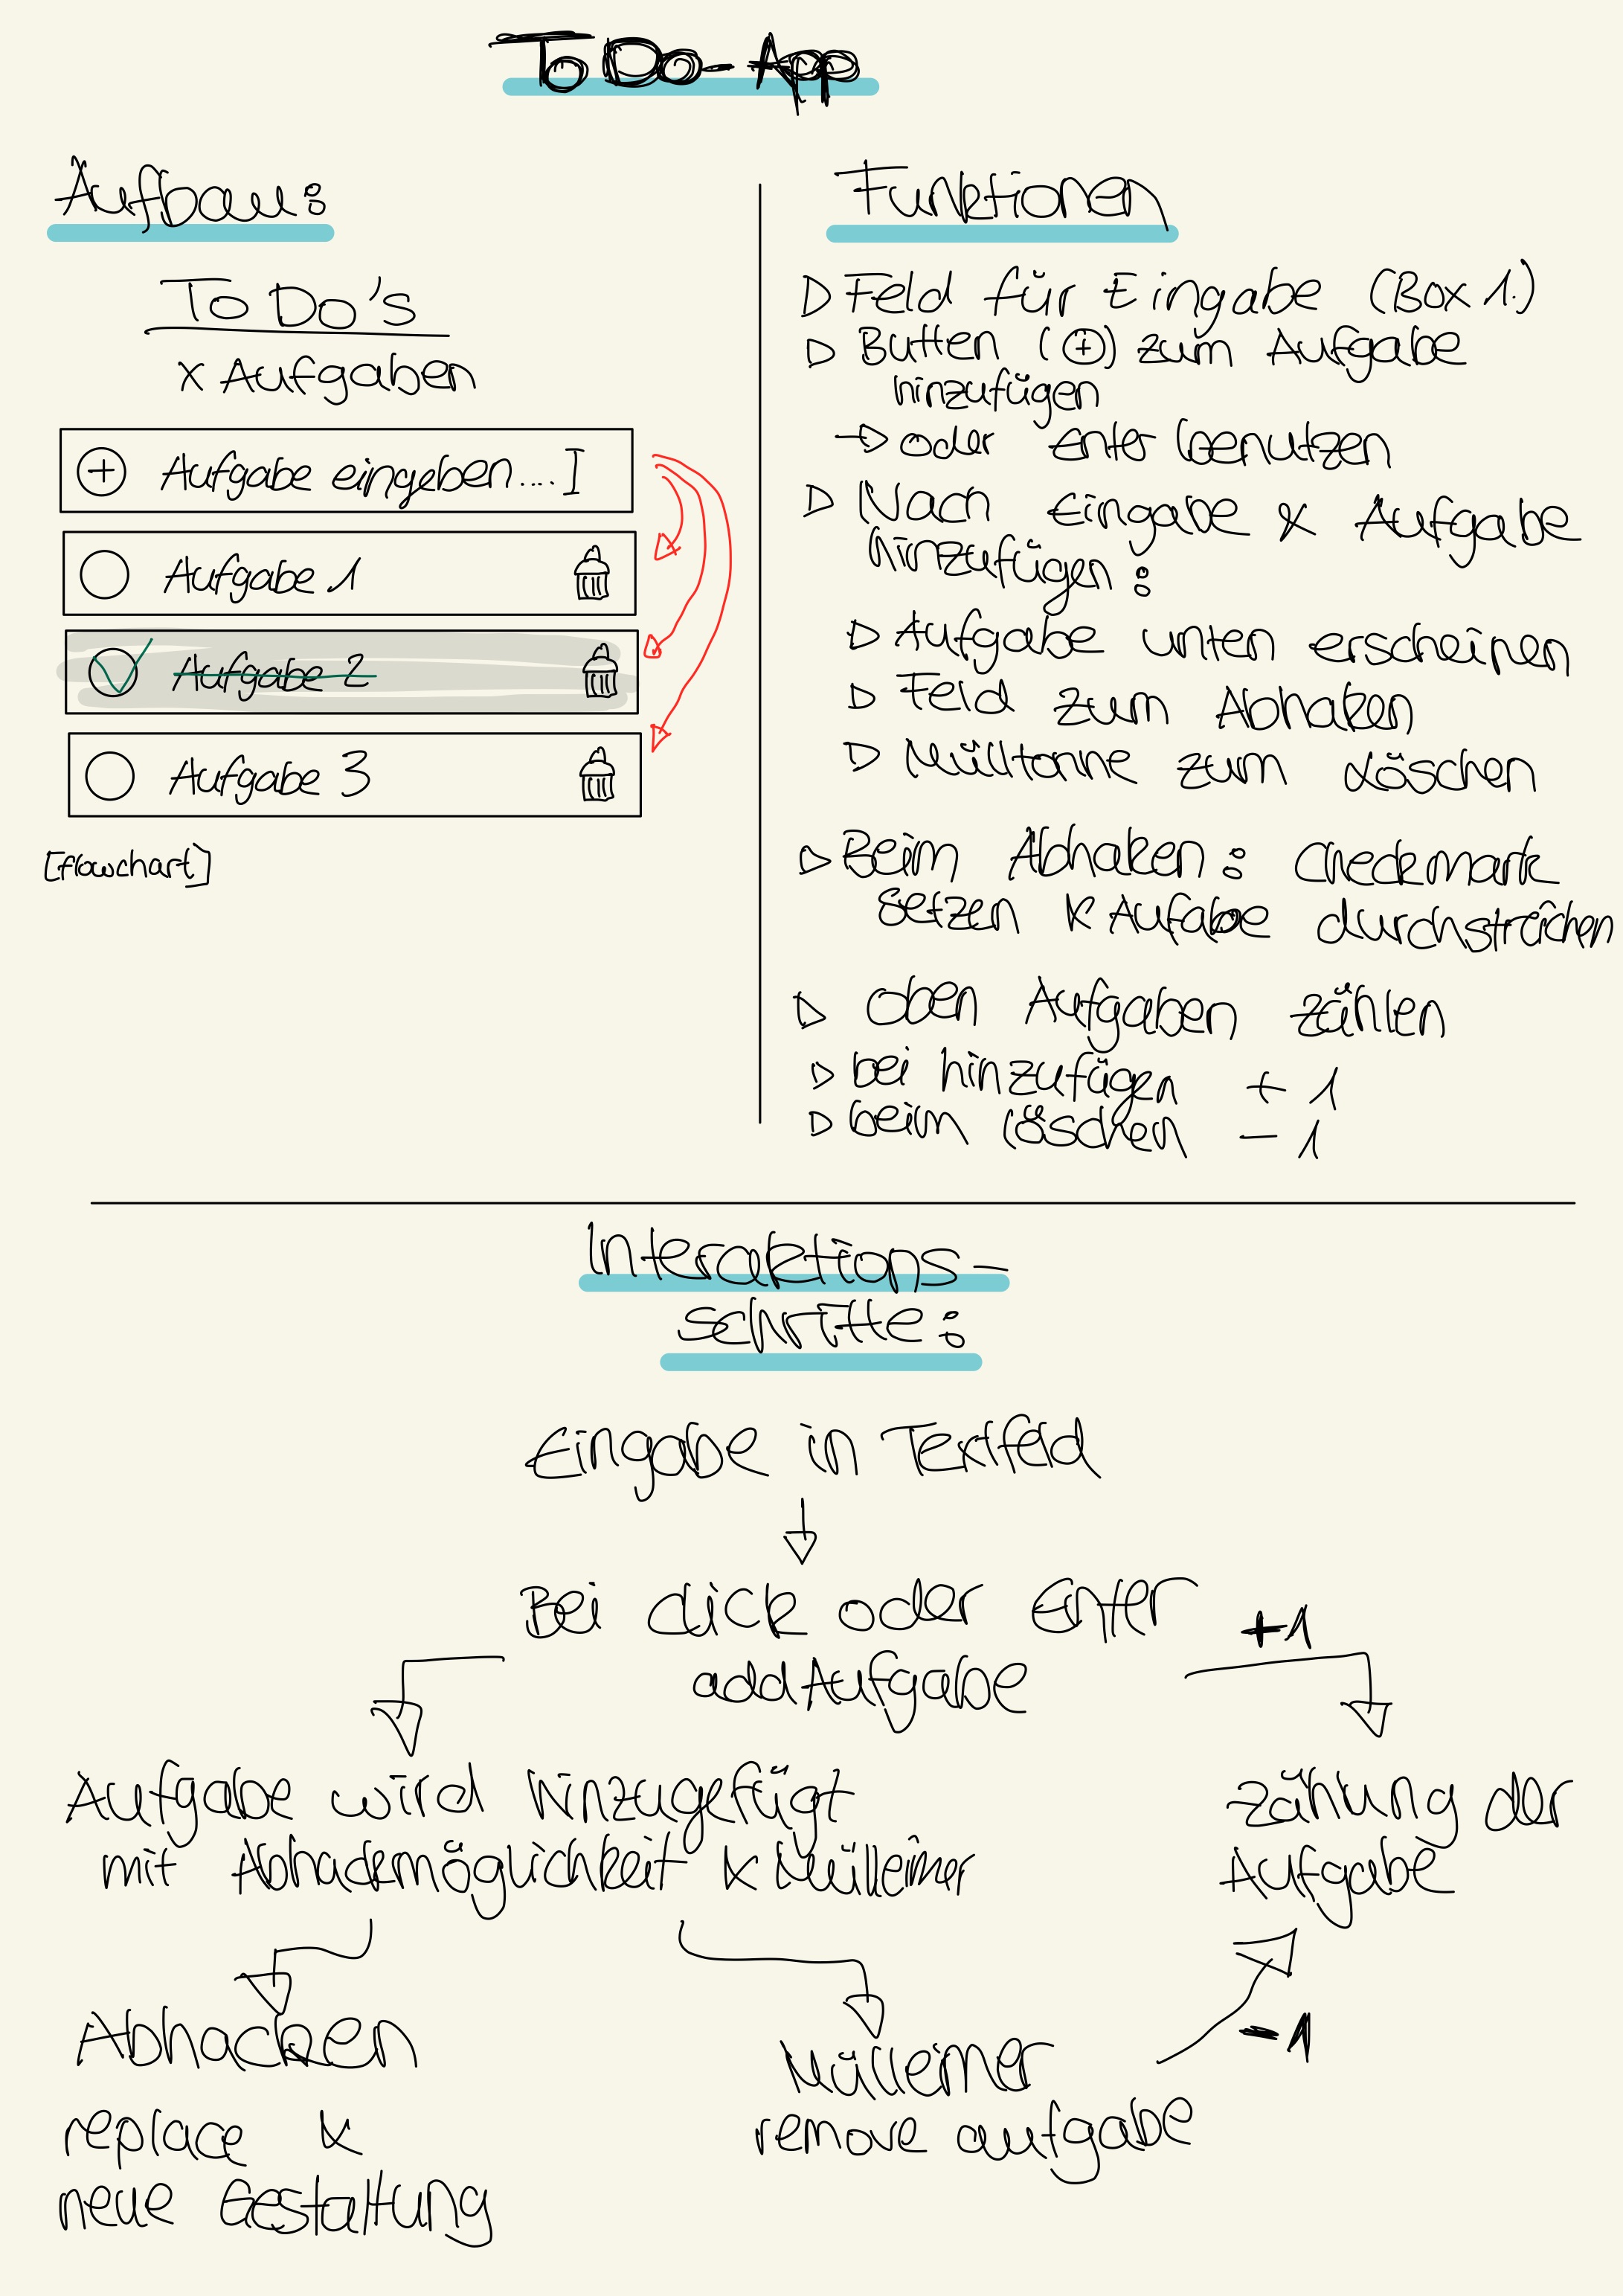 To Do-App
Aufbau:
To Do's
x Aufgaben
+ Aufgabe eingeben....I
Aufgabe 1
Aufgabe 2
Aufgabe 3
[flowchart]
Funktionen
▷ Feld für Eingabe (Box 1.)
▷ Butten (+) zum Aufgabe
hinzufügen
→ oder Enter benutzen
▷ Nach Eingabe & Aufgabe
hinzufügen:
▷ Aufgabe unten erscheinen
▷ Feld zum Abhaken
▷ Mülltonne zum Löschen
▷ Beim Abhaken: Checkmark
setzen & Aufabe durchstreichen
▷ oben Aufgaben zählen
▷ bei hinzufügen + 1
▷ beim löschen - 1
Interaktions-
schritte:
Eingabe in Textfeld
Bei click oder Enter
addAufgabe
+1
Aufgabe wird hinzugefügt
mit Abhackmöglichkeit & Mülleimer
Zählung der
Aufgabe
-1
Abhacken
replace &
neue Gestaltung
Mülleimer
remove aufgabe